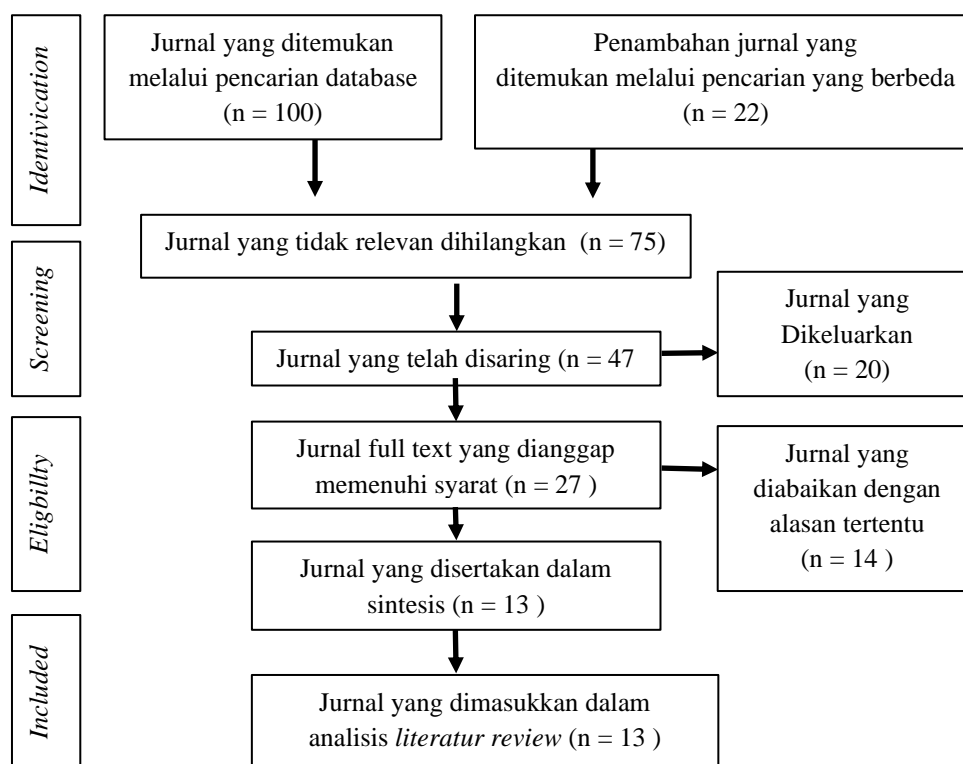 Identivication
Jurnal yang ditemukan
melalui pencarian database
(n = 100)
Penambahan jurnal yang
ditemukan melalui pencarian yang berbeda
(n = 22)
Jurnal yang tidak relevan dihilangkan (n = 75)
Screening
Jurnal yang telah disaring (n = 47
Jurnal yang
Dikeluarkan
(n = 20)
Eligbillty
Jurnal full text yang dianggap
memenuhi syarat (n = 27 )
Jurnal yang
diabaikan dengan
alasan tertentu
(n = 14 )
Jurnal yang disertakan dalam
sintesis (n = 13 )
Included
Jurnal yang dimasukkan dalam
analisis literatur review (n = 13 )